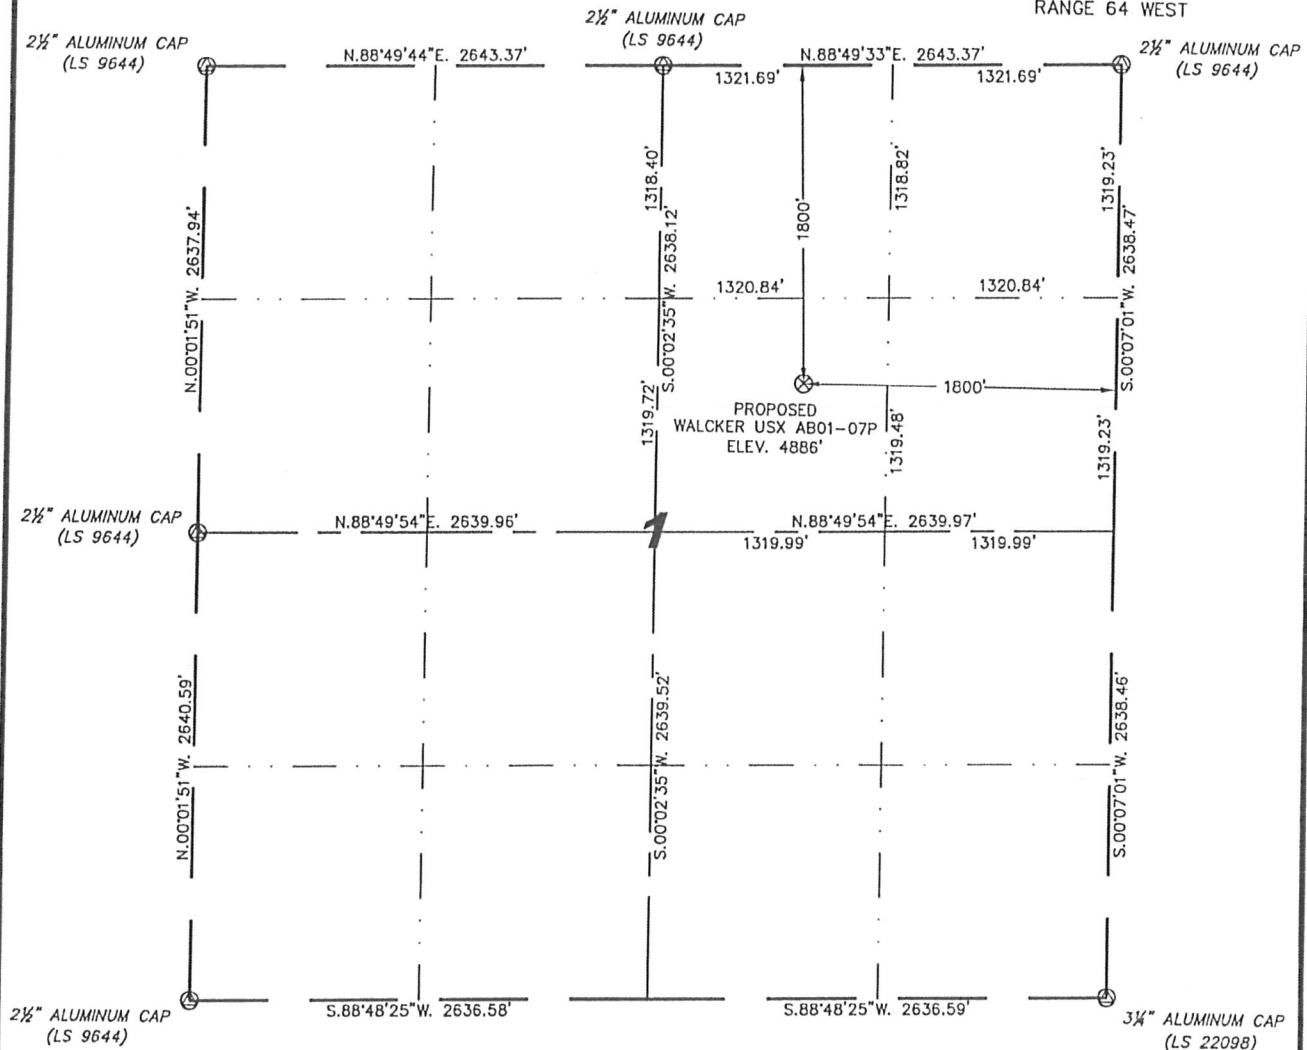 RANGE 64 WEST
2½" ALUMINUM CAP
(LS 9644)
2½" ALUMINUM CAP
(LS 9644)
2½" ALUMINUM CAP
(LS 9644)
N.88°49'44"E. 2643.37'
N.88°49'33"E. 2643.37'
1321.69'
1321.69'
N.00°01'51"W. 2637.94'
1318.40'
S.00°02'35"W. 2638.12'
1319.72'
1800'
1318.82'
1319.23'
S.00°07'01"W. 2638.47'
1320.84'
1320.84'
1800'
PROPOSED
WALCKER USX AB01-07P
ELEV. 4886'
1319.48'
1319.23'
2½" ALUMINUM CAP
(LS 9644)
N.88°49'54"E. 2639.96'
1
N.88°49'54"E. 2639.97'
1319.99'
1319.99'
N.00°01'51"W. 2640.59'
S.00°02'35"W. 2639.52'
S.00°07'01"W. 2638.46'
2½" ALUMINUM CAP
(LS 9644)
S.88°48'25"W. 2636.58'
S.88°48'25"W. 2636.59'
3¼" ALUMINUM CAP
(LS 22098)